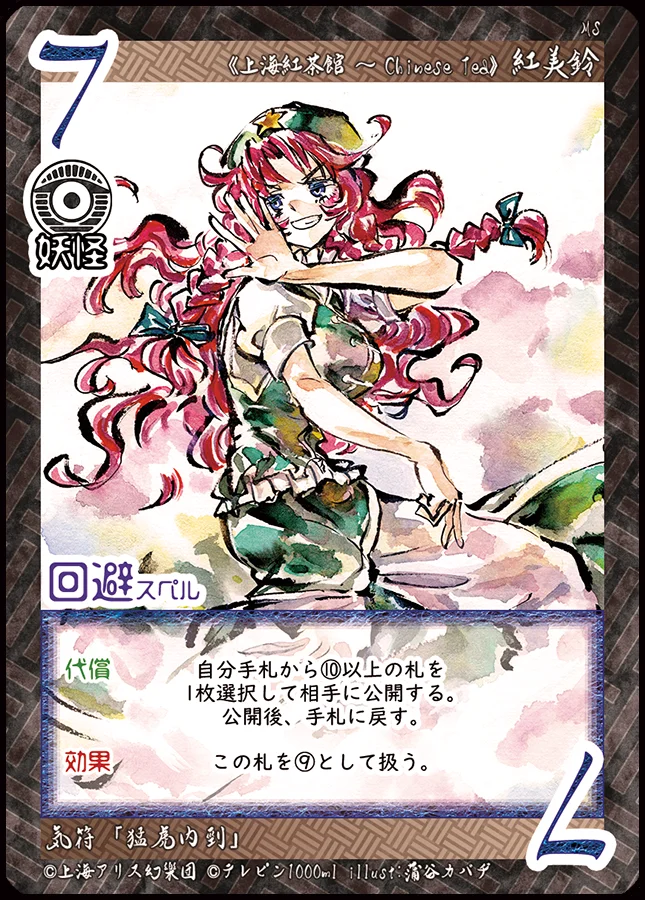 MS
7
《上海紅茶館 ～ Chinese Tea》 紅美鈴
妖怪
回避スペル
代償
自分手札から⑩以上の札を
1枚選択して相手に公開する。
公開後、手札に戻す。
効果
この札を⑨として扱う。
7
気符 「猛虎内剄」
©上海アリス幻樂団 ©テレピン1000ml illust:蒲谷カバヂ